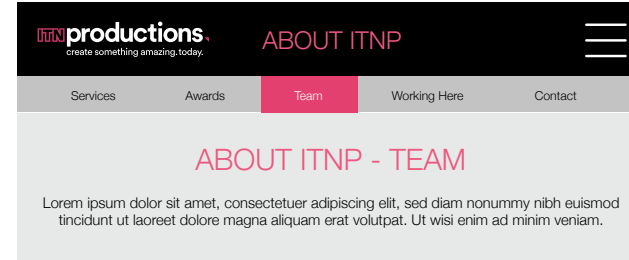 ITN productions.
create something amazing.today.
ABOUT ITNP
Services Awards Team Working Here Contact
ABOUT ITNP - TEAM
Lorem ipsum dolor sit amet, consectetuer adipiscing elit, sed diam nonummy nibh euismod
tincidunt ut laoreet dolore magna aliquam erat volutpat. Ut wisi enim ad minim veniam.